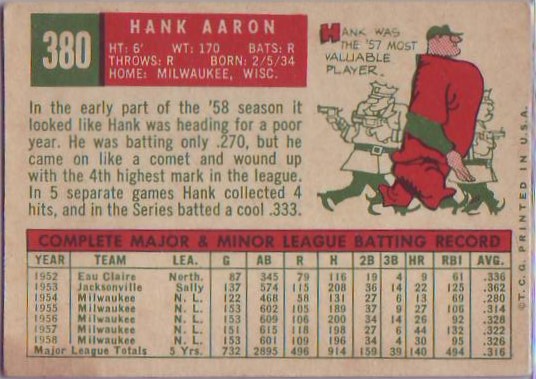 380
HANK AARON
HT: 6' WT: 170 BATS: R
THROWS: R BORN: 2/5/34
HOME: MILWAUKEE, WISC.
HANK WAS
THE '57 MOST
VALUABLE
PLAYER.
In the early part of the '58 season it
looked like Hank was heading for a poor
year. He was batting only .270, but he
came on like a comet and wound up
with the 4th highest mark in the league.
In 5 separate games Hank collected 4
hits, and in the Series batted a cool .333.
COMPLETE MAJOR & MINOR LEAGUE BATTING RECORD
YEAR TEAM LEA. G AB R H 2B 3B HR RBI AVG.
1952 Eau Claire North. 87 345 79 116 19 4 9 61 .336
1953 Jacksonville Sally 137 574 115 208 36 14 22 125 .362
1954 Milwaukee N. L. 122 468 58 131 27 6 13 69 .280
1955 Milwaukee N. L. 153 602 105 189 37 9 27 106 .314
1956 Milwaukee N. L. 153 609 106 200 34 14 26 92 .328
1957 Milwaukee N. L. 151 615 118 198 27 6 44 132 .322
1958 Milwaukee N. L. 153 601 109 196 34 4 30 95 .326
Major League Totals 5 Yrs. 732 2895 496 914 159 39 140 494 .316
©T.C.G. PRINTED IN U.S.A.